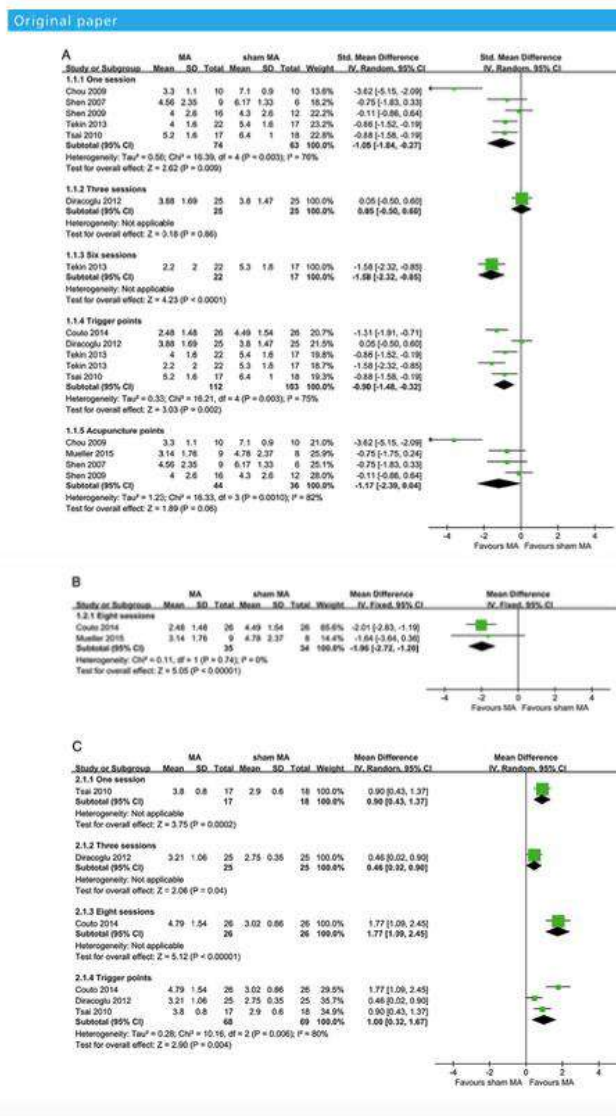 Original paper
A
MA sham MA Std. Mean Difference Std. Mean Difference
Study or Subgroup Mean SD Total Mean SD Total Weight IV, Random, 95% CI IV, Random, 95% CI
1.1.1 One session
Chou 2009 3.3 1.1 10 7.1 0.9 10 13.6% -3.62 [-5.15, -2.09]
Shen 2007 4.56 2.35 9 6.17 1.33 6 18.2% -0.75 [-1.83, 0.33]
Shen 2009 4 2.6 16 4.3 2.6 12 22.3% -0.11 [-0.86, 0.64]
Tekin 2013 4 1.6 22 5.4 1.6 17 23.2% -0.86 [-1.52, -0.19]
Tsai 2010 5.2 1.6 17 6.4 1 18 22.7% -0.88 [-1.58, -0.19]
Subtotal (95% CI) 74 63 100.0% -1.05 [-1.84, -0.27]
Heterogeneity: Tau² = 0.56; Chi² = 16.39, df = 4 (P = 0.003); I² = 76%
Test for overall effect: Z = 2.62 (P = 0.009)
1.1.2 Three sessions
Diracoglu 2012 3.88 1.69 25 3.8 1.47 25 100.0% 0.05 [-0.50, 0.60]
Subtotal (95% CI) 25 25 100.0% 0.05 [-0.50, 0.60]
Heterogeneity: Not applicable
Test for overall effect: Z = 0.18 (P = 0.86)
1.1.3 Six sessions
Tekin 2013 2.2 2 22 5.3 1.8 17 100.0% -1.58 [-2.32, -0.85]
Subtotal (95% CI) 22 17 100.0% -1.58 [-2.32, -0.85]
Heterogeneity: Not applicable
Test for overall effect: Z = 4.23 (P < 0.0001)
1.1.4 Trigger points
Couto 2014 2.48 1.48 26 4.49 1.54 26 20.7% -1.31 [-1.91, -0.71]
Diracoglu 2012 3.88 1.69 25 3.8 1.47 25 21.5% 0.05 [-0.50, 0.60]
Tekin 2013 4 1.6 22 5.4 1.6 17 19.8% -0.86 [-1.52, -0.19]
Tekin 2013 2.2 2 22 5.3 1.8 17 -1.58 [-2.32, -0.85]
Tsai 2010 5.2 1.6 17 6.4 1 18 -0.88 [-1.58, -0.19]
Subtotal (95% CI) 112 103 100.0% -0.90 [-1.48, -0.32]
Heterogeneity: Tau² = 0.33; Chi² = 16.21, df = 4 (P = 0.003); I² = 75%
Test for overall effect: Z = 3.03 (P = 0.002)
1.1.5 Acupuncture points
Chou 2009 3.3 1.1 10 7.1 0.9 10 21.0% -3.62 [-5.15, -2.09]
Mueller 2015 3.14 1.76 9 4.78 2.37 8 25.9% -0.75 [-1.75, 0.24]
Shen 2007 4.56 2.35 9 6.17 1.33 6 -0.75 [-1.83, 0.33]
Shen 2009 4 2.6 16 4.3 2.6 12 -0.11 [-0.86, 0.64]
Subtotal (95% CI) 44 36 100.0% -1.17 [-2.39, 0.04]
Heterogeneity: Tau² = 1.23; Chi² = 16.33, df = 3 (P = 0.0010); I² = 82%
Test for overall effect: Z = 1.89 (P = 0.06)
-4 -2 0 2 4
Favours MA Favours sham MA
B
MA sham MA Mean Difference Mean Difference
Study or Subgroup Mean SD Total Mean SD Total Weight IV, Fixed, 95% CI IV, Fixed, 95% CI
1.2.1 Eight sessions
Couto 2014 2.48 1.48 26 4.49 1.54 26 85.6% -2.01 [-2.83, -1.19]
Mueller 2015 3.14 1.76 9 4.78 2.37 8 14.4% -1.64 [-3.64, 0.36]
Subtotal (95% CI) 35 34 100.0% -1.96 [-2.72, -1.20]
Heterogeneity: Chi² = 0.11, df = 1 (P = 0.74); I² = 0%
Test for overall effect: Z = 5.05 (P < 0.00001)
-4 -2 0 2 4
Favours MA Favours sham MA
C
MA sham MA Mean Difference Mean Difference
Study or Subgroup Mean SD Total Mean SD Total Weight IV, Random, 95% CI IV, Random, 95% CI
2.1.1 One session
Tsai 2010 3.8 0.8 17 2.9 0.6 18 100.0% 0.90 [0.43, 1.37]
Subtotal (95% CI) 17 18 100.0% 0.90 [0.43, 1.37]
Heterogeneity: Not applicable
Test for overall effect: Z = 3.75 (P = 0.0002)
2.1.2 Three sessions
Diracoglu 2012 3.21 1.06 25 2.75 0.35 25 100.0% 0.46 [0.02, 0.90]
Subtotal (95% CI) 25 25 100.0% 0.46 [0.02, 0.90]
Heterogeneity: Not applicable
Test for overall effect: Z = 2.06 (P = 0.04)
2.1.3 Eight sessions
Couto 2014 4.79 1.54 26 3.02 0.86 26 100.0% 1.77 [1.09, 2.45]
Subtotal (95% CI) 26 26 100.0% 1.77 [1.09, 2.45]
Heterogeneity: Not applicable
Test for overall effect: Z = 5.12 (P < 0.00001)
2.1.4 Trigger points
Couto 2014 4.79 1.54 26 3.02 0.86 26 29.4% 1.77 [1.09, 2.45]
Diracoglu 2012 3.21 1.06 25 2.75 0.35 25 35.7% 0.46 [0.02, 0.90]
Tsai 2010 3.8 0.8 17 2.9 0.6 18 34.9% 0.90 [0.43, 1.37]
Subtotal (95% CI) 68 69 100.0% 1.00 [0.32, 1.67]
Heterogeneity: Tau² = 0.28; Chi² = 10.16, df = 2 (P = 0.006); I² = 80%
Test for overall effect: Z = 2.90 (P = 0.004)
-4 -2 0 2 4
Favours sham MA Favours MA